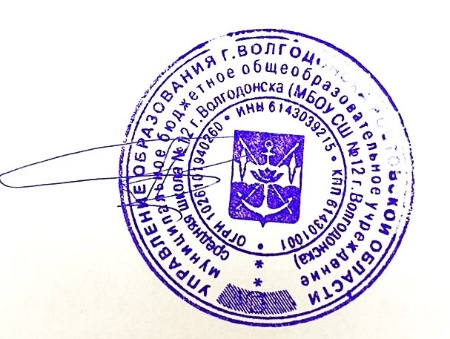 УПРАВЛЕНИЕ ОБРАЗОВАНИЯ Г.ВОЛГОДОНСКА РОСТОВСКОЙ ОБЛАСТИ
муниципальное бюджетное общеобразовательное учреждение
средняя школа №12 г.Волгодонска (МБОУ СШ №12 г.Волгодонска)
ОГРН 1026101940260 • ИНН 6143039215 • КПП 614301001 •